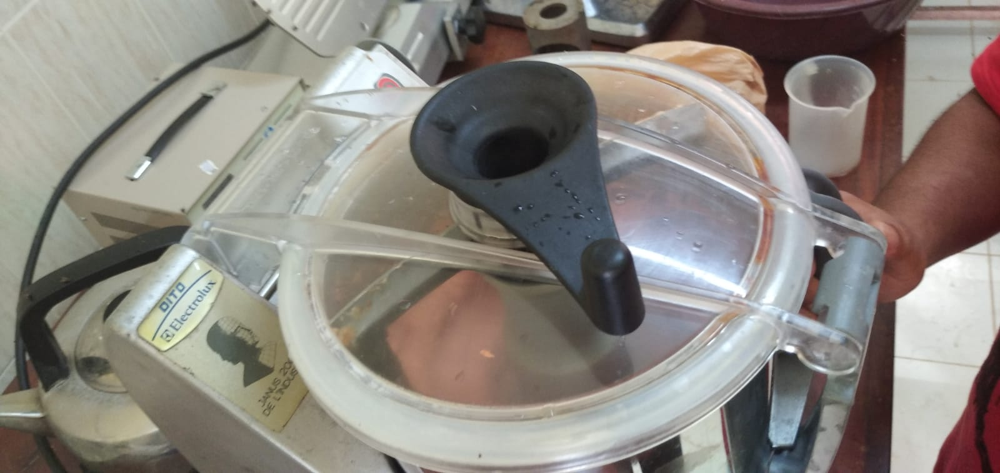 DITO
Electrolux
JANUS 20
DE L'INDUS